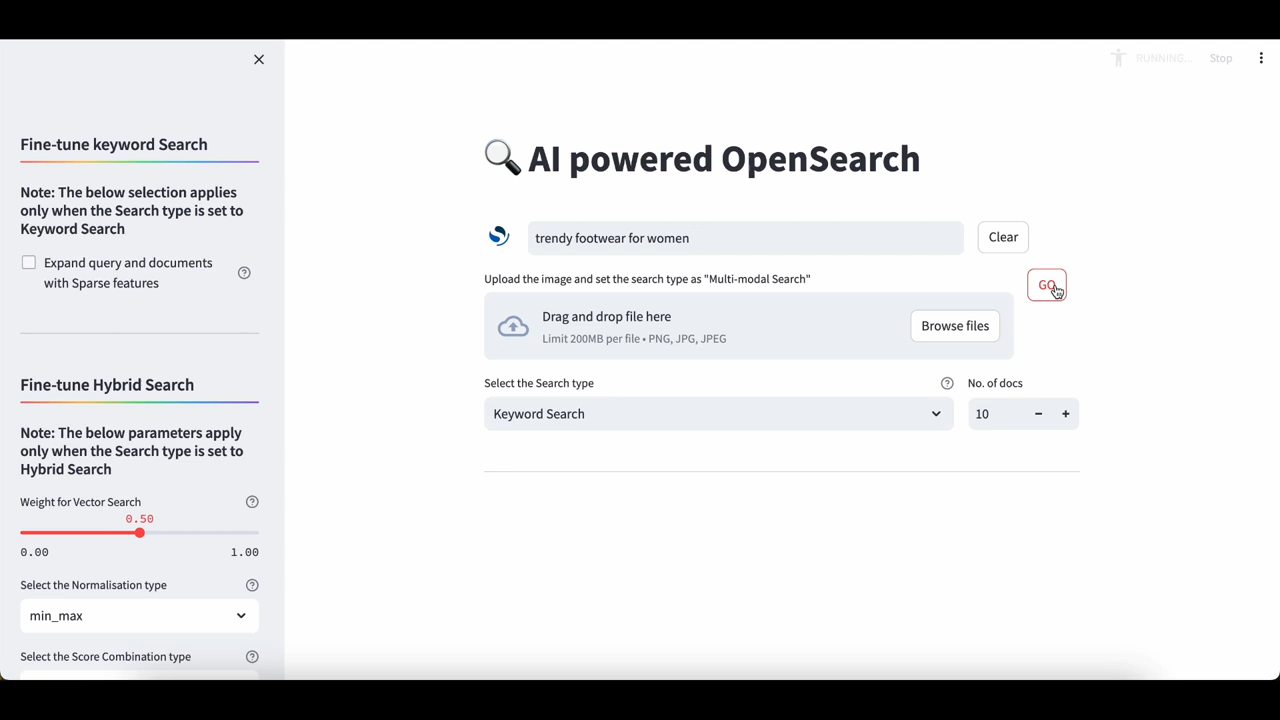 RUNNING...
Stop
Fine-tune keyword Search
Note: The below selection applies
only when the Search type is set to
Keyword Search
Expand query and documents
with Sparse features
Fine-tune Hybrid Search
Note: The below parameters apply
only when the Search type is set to
Hybrid Search
Weight for Vector Search
0.50
0.00
1.00
Select the Normalisation type
min_max
Select the Score Combination type
AI powered OpenSearch
trendy footwear for women
Clear
Upload the image and set the search type as "Multi-modal Search"
GO
Drag and drop file here
Limit 200MB per file • PNG, JPG, JPEG
Browse files
Select the Search type
No. of docs
Keyword Search
10